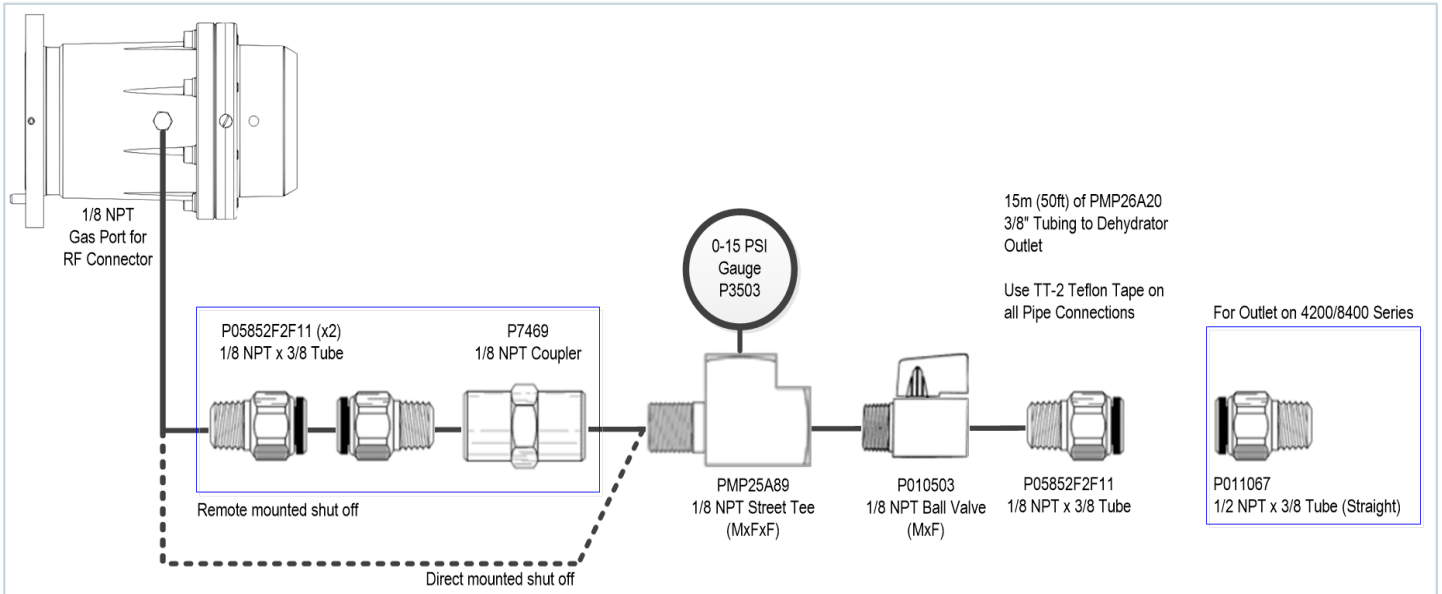 1/8 NPT
Gas Port for
RF Connector
P05852F2F11 (x2)
1/8 NPT x 3/8 Tube
P7469
1/8 NPT Coupler
Remote mounted shut off
Direct mounted shut off
0-15 PSI
Gauge
P3503
PMP25A89
1/8 NPT Street Tee
(MxFxF)
P010503
1/8 NPT Ball Valve
(MxF)
15m (50ft) of PMP26A20
3/8" Tubing to Dehydrator
Outlet
Use TT-2 Teflon Tape on
all Pipe Connections
P05852F2F11
1/8 NPT x 3/8 Tube
For Outlet on 4200/8400 Series
P011067
1/2 NPT x 3/8 Tube (Straight)